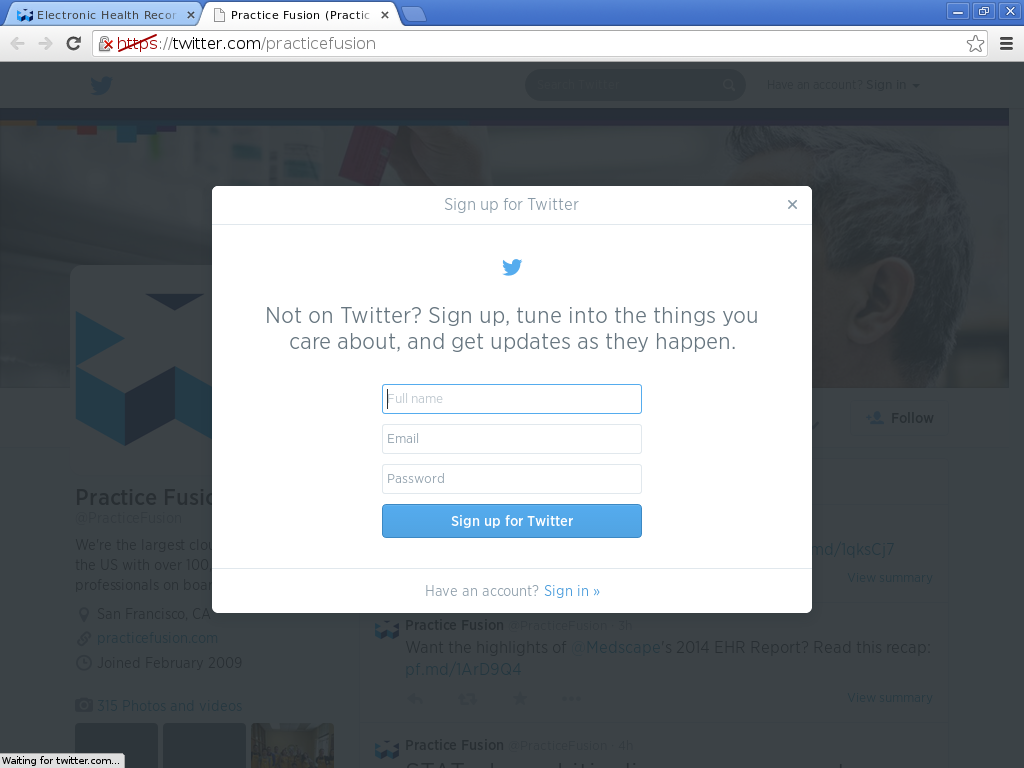 Electronic Health Recor
Practice Fusion (Practic
https://twitter.com/practicefusion
Search Twitter
Have an account? Sign in
Sign up for Twitter
Not on Twitter? Sign up, tune into the things you
care about, and get updates as they happen.
Full name
Email
Password
Sign up for Twitter
Have an account? Sign in »
Follow
Practice Fusio
@PracticeFusion
We're the largest clou
the US with over 100,
professionals on boar
San Francisco, CA
practicefusion.com
Joined February 2009
315 Photos and videos
md/1qksCj7
View summary
Practice Fusion @PracticeFusion · 3h
Want the highlights of @Medscape's 2014 EHR Report? Read this recap:
pf.md/1ArD9Q4
View summary
Practice Fusion @PracticeFusion · 4h
Waiting for twitter.com...